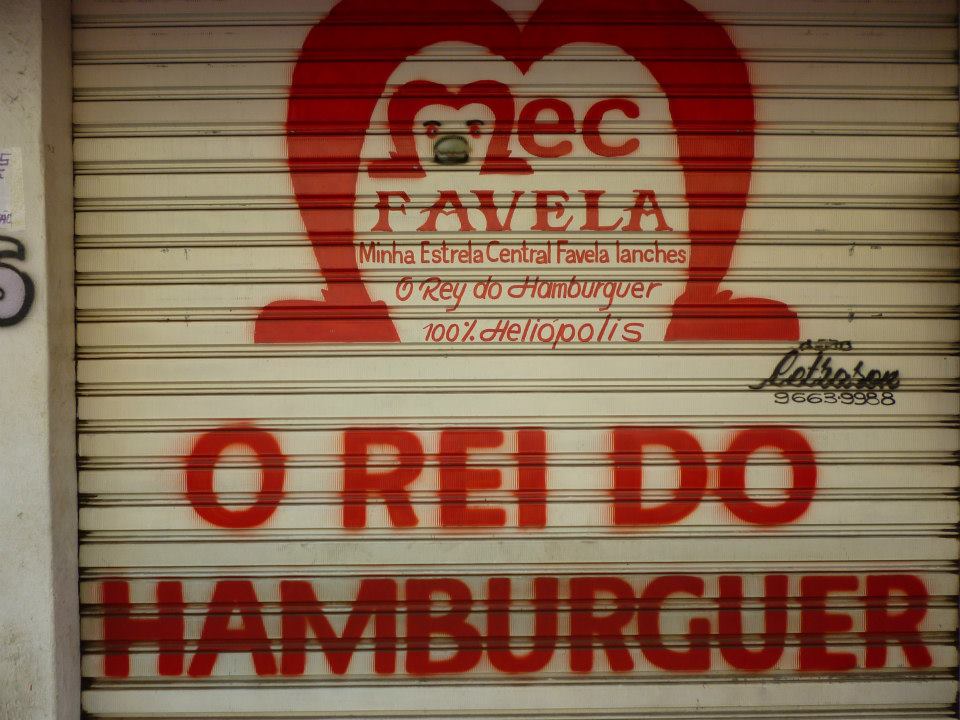 Mec
FAVELA
Minha Estrela Central Favela lanches
O Rey do Hamburguer
100% Heliópolis
Letrason
9663-9988
O REI DO
HAMBURGUER